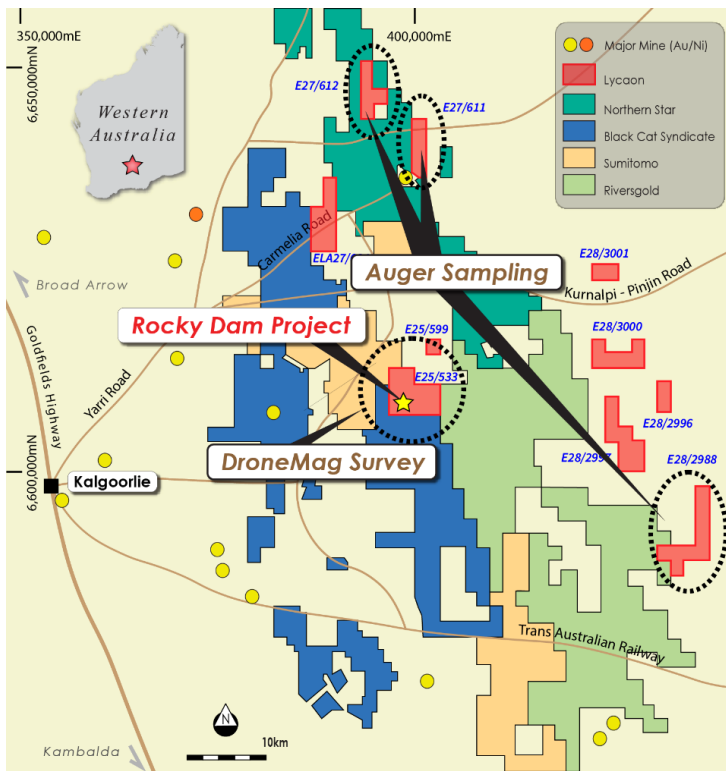 350,000mE
400,000mE
6,650,000mN
Western
Australia
E27/612
E27/611
Major Mine (Au/Ni)
Lycaon
Northern Star
Black Cat Syndicate
Sumitomo
Riversgold
Carmelia Road
ELA27/
Broad Arrow
Auger Sampling
E28/3001
Kurnalpi - Pinjin Road
Rocky Dam Project
E25/599
E28/3000
Goldfields Highway
Yarri Road
E25/533
E28/2996
6,600,000mN
DroneMag Survey
E28/2997
E28/2988
Kalgoorlie
Trans Australian Railway
N
10km
Kambalda